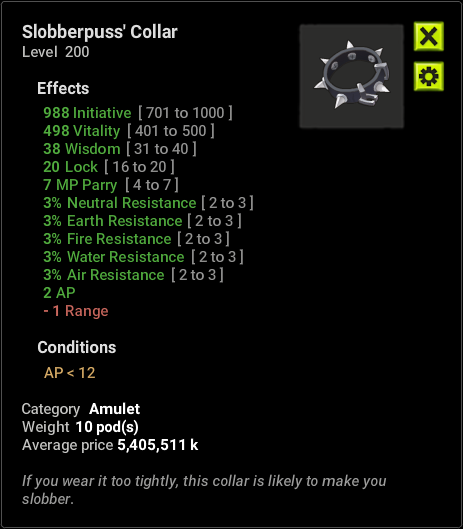 Slobberpuss' Collar
Level 200
Effects
988 Initiative [ 701 to 1000 ]
498 Vitality [ 401 to 500 ]
38 Wisdom [ 31 to 40 ]
20 Lock [ 16 to 20 ]
7 MP Parry [ 4 to 7 ]
3% Neutral Resistance [ 2 to 3 ]
3% Earth Resistance [ 2 to 3 ]
3% Fire Resistance [ 2 to 3 ]
3% Water Resistance [ 2 to 3 ]
3% Air Resistance [ 2 to 3 ]
2 AP
- 1 Range
Conditions
AP < 12
Category Amulet
Weight 10 pod(s)
Average price 5,405,511 k
If you wear it too tightly, this collar is likely to make you
slobber.